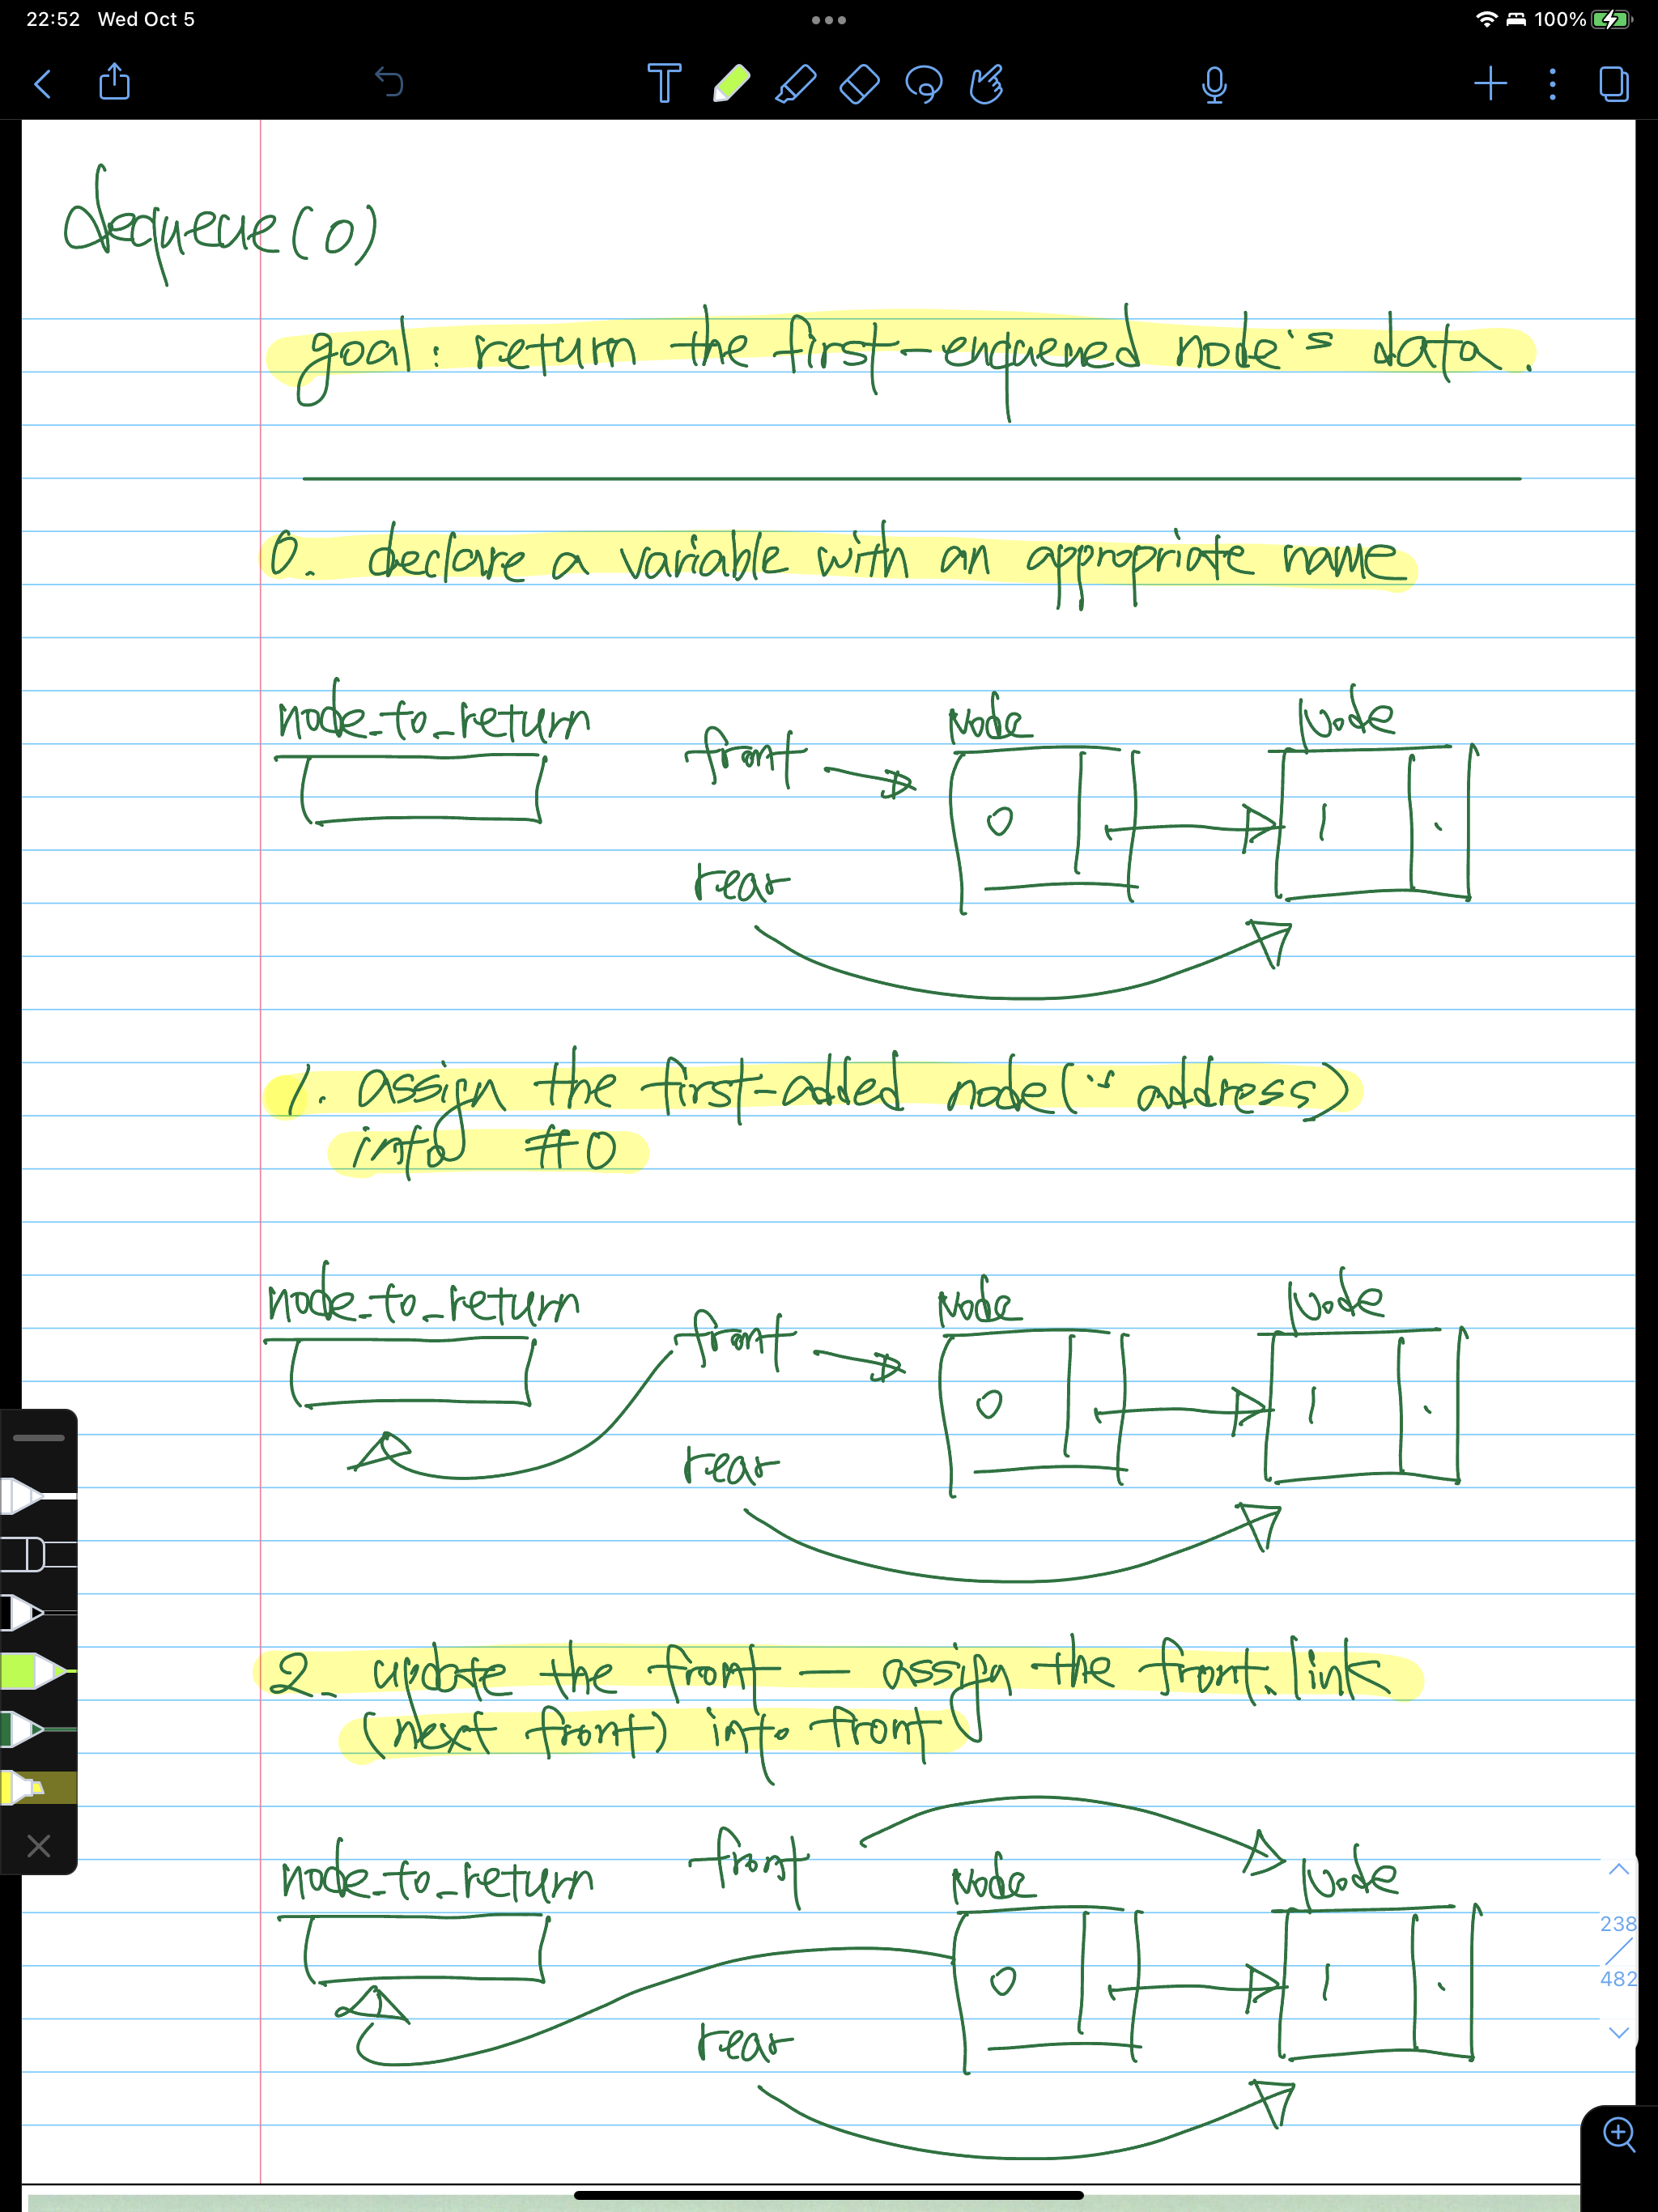 22:52 Wed Oct 5
100%
dequeue(0)
goal: return the first-enqueued node's data.
0. declare a variable with an appropriate name
node_to_return
front
Node
Node
0
1
rear
1. assign the first-added node('s address)
into #0
node_to_return
front
Node
Node
0
1
rear
2. update the front — assign the front.link
(next front) into front
front
node_to_return
Node
Node
0
1
rear
238
482